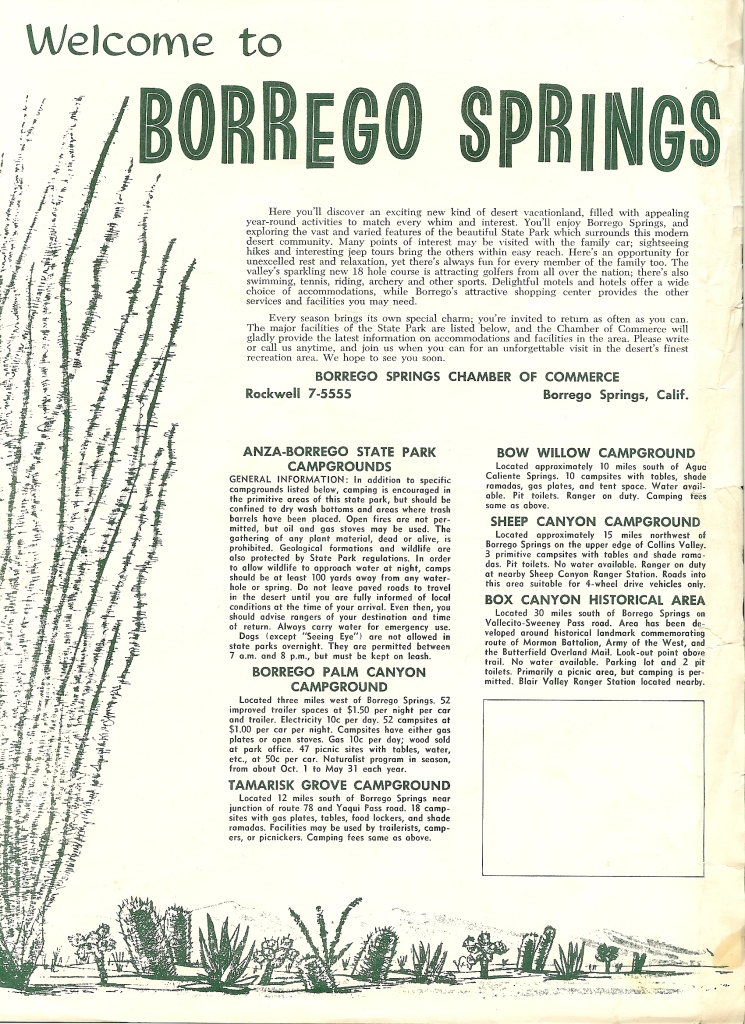 Welcome to
BORREGO SPRINGS
Here you'll discover an exciting new kind of desert vacationland, filled with appealing
year-round activities to match every whim and interest. You'll enjoy Borrego Springs, and
exploring the vast and varied features of the beautiful State Park which surrounds this modern
desert community. Many points of interest may be visited with the family car; sightseeing
hikes and interesting jeep tours bring the others within easy reach. Here's an opportunity for
unexcelled rest and relaxation, yet there's always fun for every member of the family too. The
valley's sparkling new 18 hole course is attracting golfers from all over the nation; there's also
swimming, tennis, riding, archery and other sports. Delightful motels and hotels offer a wide
choice of accommodations, while Borrego's attractive shopping center provides the other
services and facilities you may need.
Every season brings its own special charm; you're invited to return as often as you can.
The major facilities of the State Park are listed below, and the Chamber of Commerce will
gladly provide the latest information on accommodations and facilities in the area. Please write
or call us anytime, and join us when you can for an unforgettable visit in the desert's finest
recreation area. We hope to see you soon.
BORREGO SPRINGS CHAMBER OF COMMERCE
Rockwell 7-5555 Borrego Springs, Calif.
ANZA-BORREGO STATE PARK
CAMPGROUNDS
GENERAL INFORMATION: In addition to specific
campgrounds listed below, camping is encouraged in
the primitive areas of this state park, but should be
confined to dry wash bottoms and areas where trash
barrels have been placed. Open fires are not per-
mitted, but oil and gas stoves may be used. The
gathering of any plant material, dead or alive, is
prohibited. Geological formations and wildlife are
also protected by State Park regulations. In order
to allow wildlife to approach water at night, camps
should be at least 100 yards away from any water-
hole or spring. Do not leave paved roads to travel
in the desert until you are fully informed of local
conditions at the time of your arrival. Even then, you
should advise rangers of your destination and time
of return. Always carry water for emergency use.
Dogs (except "Seeing Eye") are not allowed in
state parks overnight. They are permitted between
7 a.m. and 8 p.m., but must be kept on leash.
BORREGO PALM CANYON
CAMPGROUND
Located three miles west of Borrego Springs. 52
improved trailer spaces at $1.50 per night per car
and trailer. Electricity 10c per day. 52 campsites at
$1.00 per car per night. Campsites have either gas
plates or open stoves. Gas 10c per day; wood sold
at park office. 47 picnic sites with tables, water,
etc., at 50c per car. Naturalist program in season,
from about Oct. 1 to May 31 each year.
TAMARISK GROVE CAMPGROUND
Located 12 miles south of Borrego Springs near
junction of route 78 and Yaqui Pass road. 18 camp-
sites with gas plates, tables, food lockers, and shade
ramadas. Facilities may be used by trailerists, camp-
ers, or picnickers. Camping fees same as above.
BOW WILLOW CAMPGROUND
Located approximately 10 miles south of Agua
Caliente Springs. 10 campsites with tables, shade
ramadas, gas plates, and tent space. Water avail-
able. Pit toilets. Ranger on duty. Camping fees
same as above.
SHEEP CANYON CAMPGROUND
Located approximately 15 miles northwest of
Borrego Springs on the upper edge of Collins Valley.
3 primitive campsites with tables and shade rama-
das. Pit toilets. No water available. Ranger on duty
at nearby Sheep Canyon Ranger Station. Roads into
this area suitable for 4-wheel drive vehicles only.
BOX CANYON HISTORICAL AREA
Located 30 miles south of Borrego Springs on
Vallecito-Sweeney Pass road. Area has been de-
veloped around historical landmark commemorating
route of Mormon Battalion, Army of the West, and
the Butterfield Overland Mail. Look-out point above
trail. No water available. Parking lot and 2 pit
toilets. Primarily a picnic area, but camping is per-
mitted. Blair Valley Ranger Station located nearby.